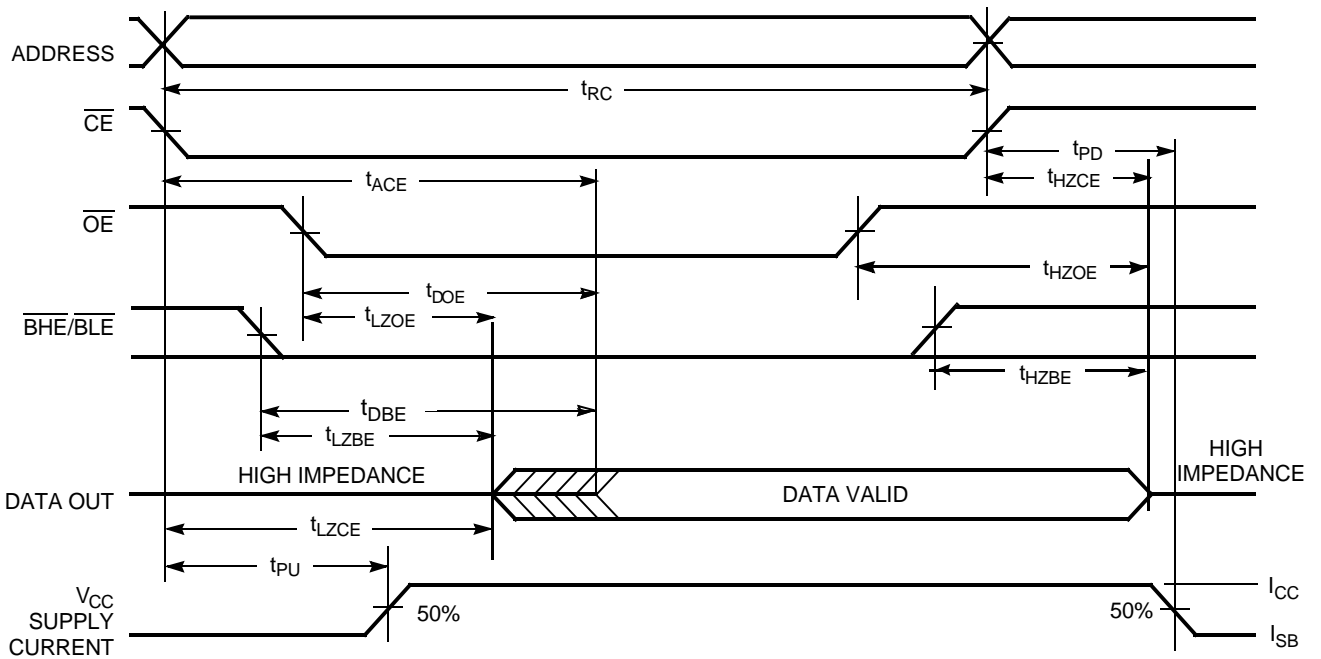 ADDRESS
tRC
CE
tPD
tACE
tHZCE
OE
tHZOE
tDOE
tLZOE
BHE/BLE
tHZBE
tDBE
tLZBE
HIGH IMPEDANCE
HIGH
IMPEDANCE
DATA OUT
DATA VALID
tLZCE
tPU
VCC
SUPPLY
CURRENT
50%
50%
ICC
ISB